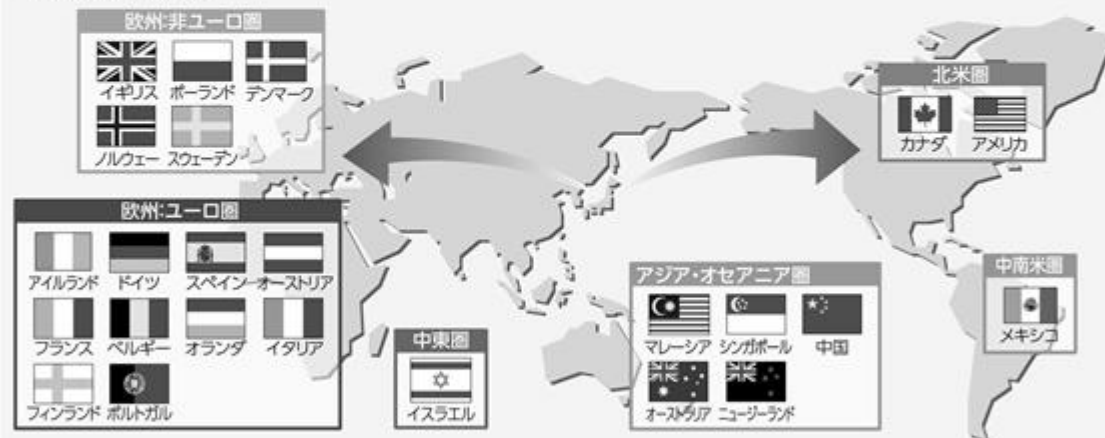 欧州:非ユーロ圏
イギリス ポーランド デンマーク
ノルウェー スウェーデン
北米圏
カナダ アメリカ
欧州:ユーロ圏
アイルランド ドイツ スペイン オーストリア
フランス ベルギー オランダ イタリア
フィンランド ポルトガル
中東圏
イスラエル
アジア・オセアニア圏
マレーシア シンガポール 中国
オーストラリア ニュージーランド
中南米圏
メキシコ